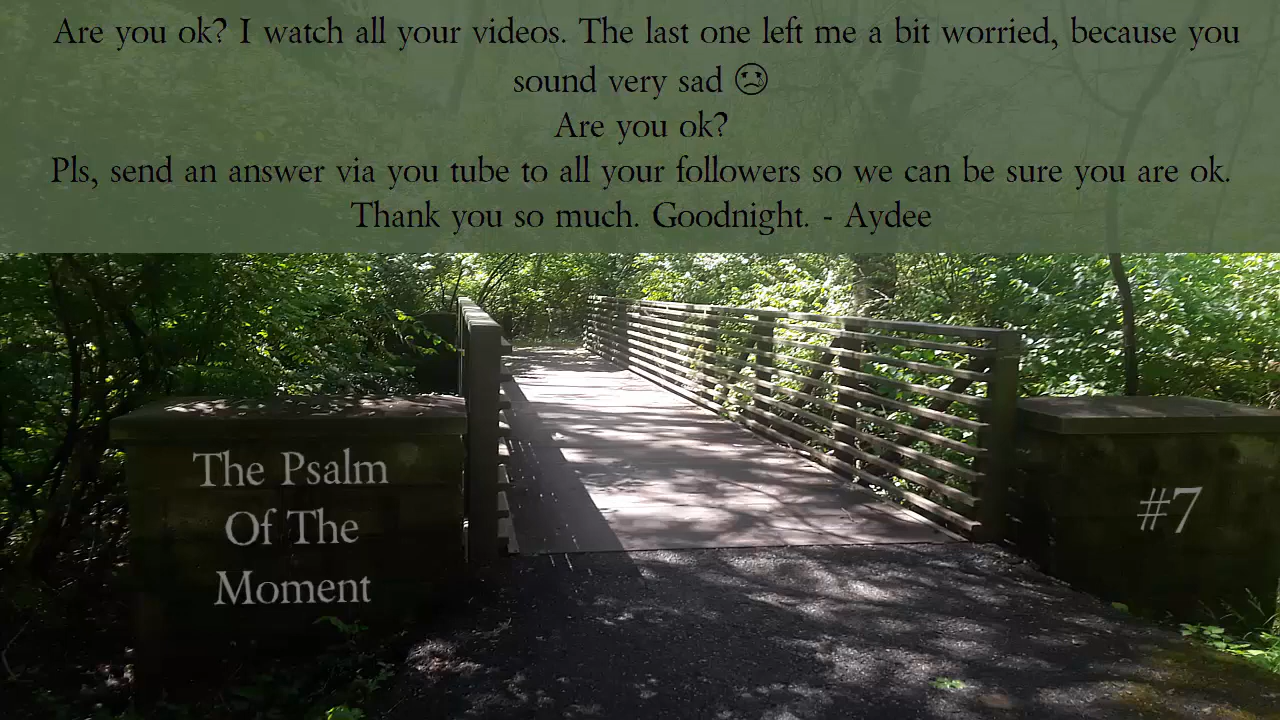 Are you ok? I watch all your videos. The last one left me a bit worried, because you
sound very sad 😢
Are you ok?
Pls, send an answer via you tube to all your followers so we can be sure you are ok.
Thank you so much. Goodnight. - Aydee
The Psalm
Of The
Moment
#7